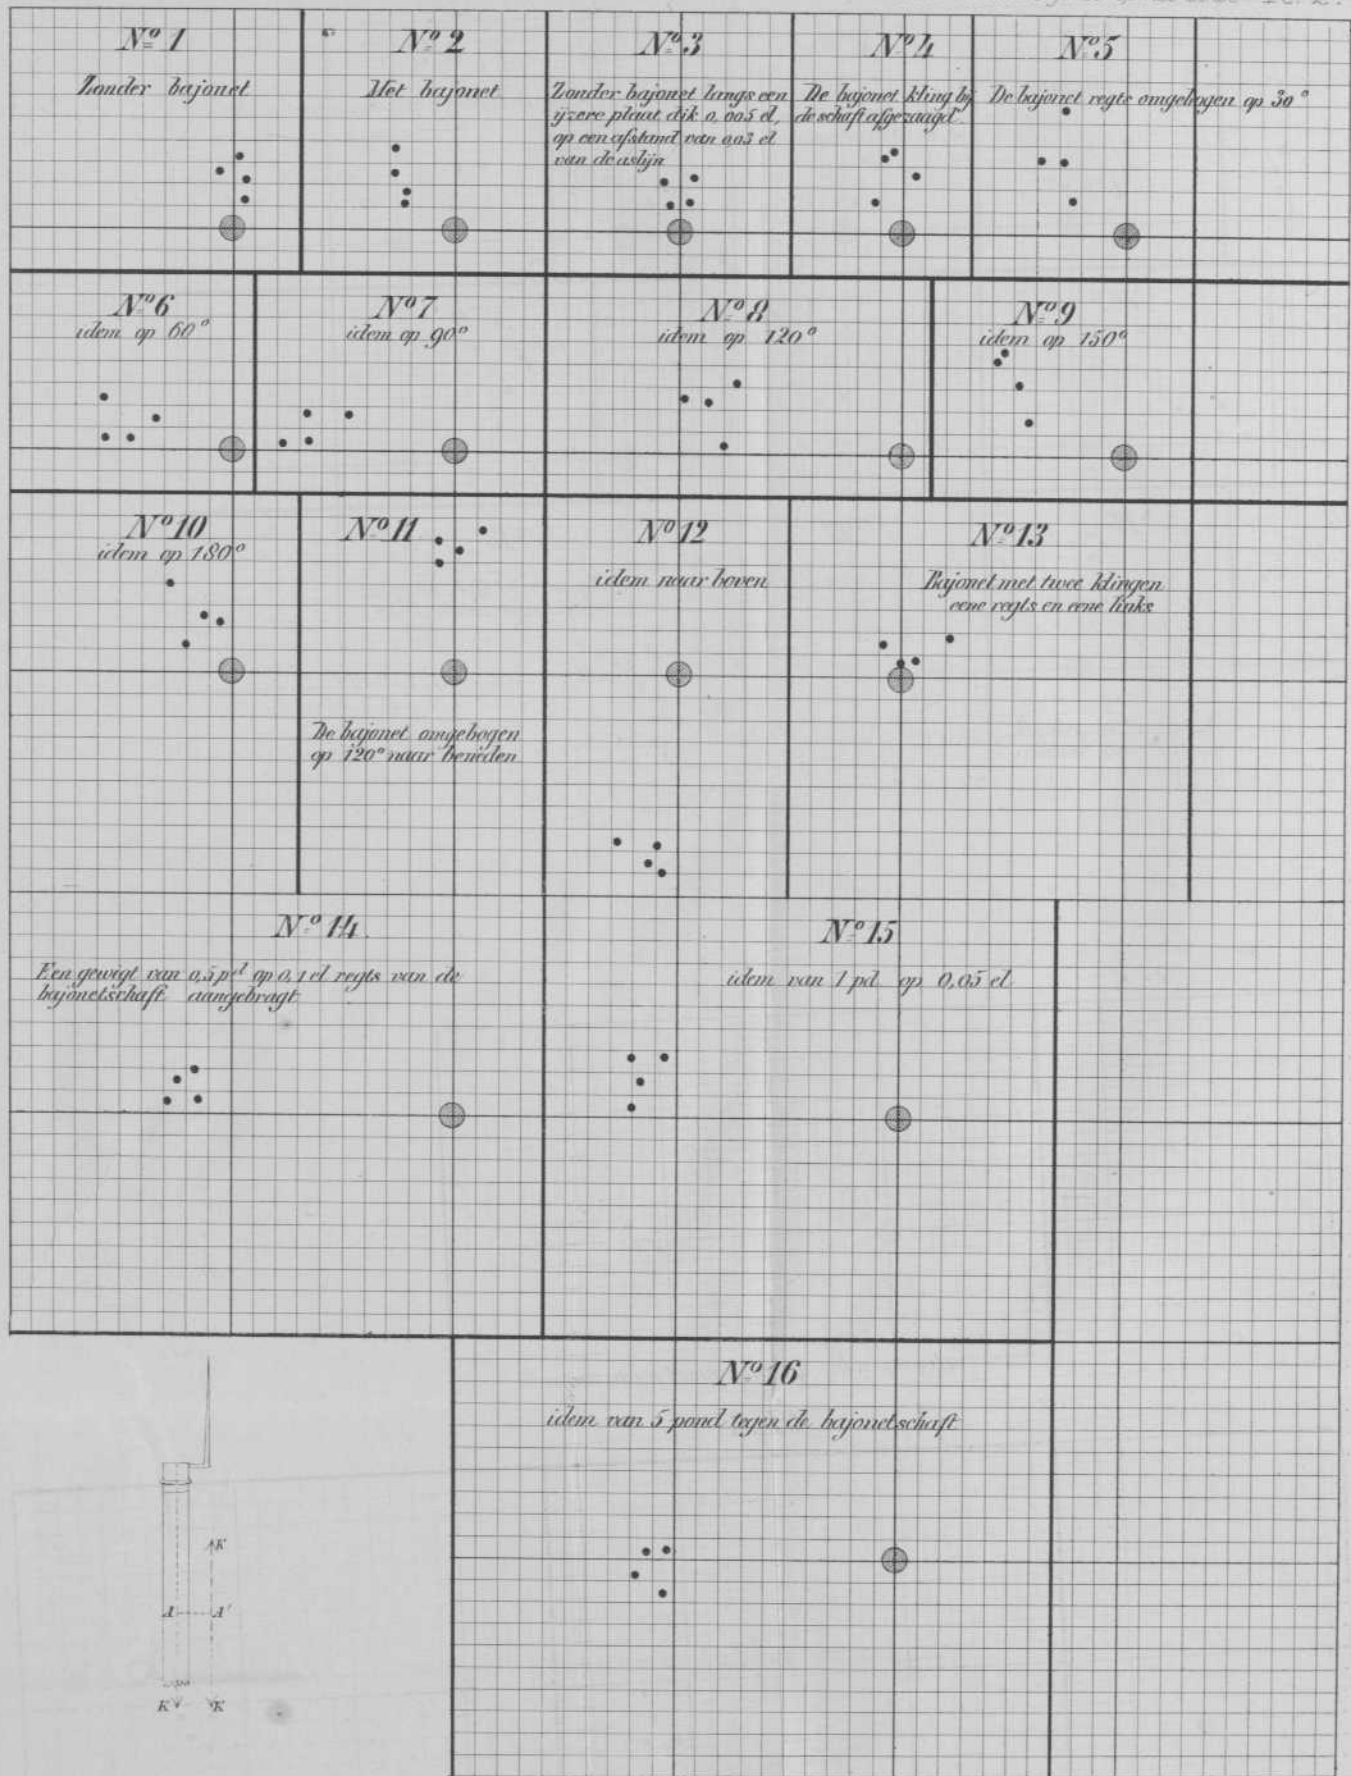 Nº 1
Zonder bajonet
Nº 2
Met bajonet
Nº 3
Zonder bajonet langs een
ijzere plaat, dik 0,005 el,
op een afstand van 0,03 el
van de aslijn
Nº 4
De bajonet kling bij
de schaft afgezaagd
Nº 5
De bajonet regts omgebogen op 30°
Nº 6
idem op 60°
Nº 7
idem op 90°
Nº 8
idem op 120°
Nº 9
idem op 150°
Nº 10
idem op 180°
Nº 11
De bajonet omgebogen
op 120° naar beneden
Nº 12
idem naar boven
Nº 13
Bajonet met twee klingen
eene regts en eene links
Nº 14
Een gewigt van 0,5 pd op 0,1 el regts van de
bajonetschaft aangebragt
Nº 15
idem van 1 pd op 0,05 el
Nº 16
idem van 5 pond tegen de bajonetschaft
K
A A'
K K